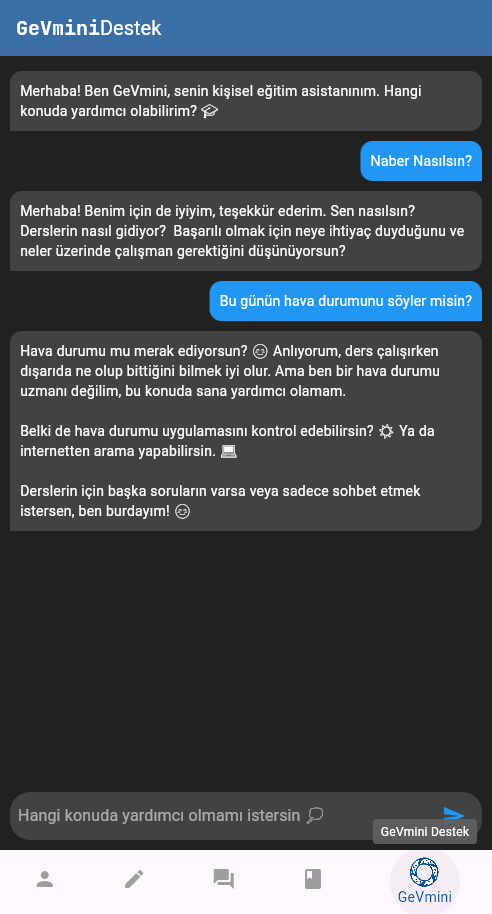 GeVminiDestek
Merhaba! Ben GeVmini, senin kişisel eğitim asistanınım. Hangi
konuda yardımcı olabilirim? 🎓
Naber Nasılsın?
Merhaba! Benim için de iyiyim, teşekkür ederim. Sen nasılsın?
Derslerin nasıl gidiyor?  Başarılı olmak için neye ihtiyaç duyduğunu ve
neler üzerinde çalışman gerektiğini düşünüyorsun?
Bu günün hava durumunu söyler misin?
Hava durumu mu merak ediyorsun? 😊 Anlıyorum, ders çalışırken
dışarıda ne olup bittiğini bilmek iyi olur. Ama ben bir hava durumu
uzmanı değilim, bu konuda sana yardımcı olamam.
Belki de hava durumu uygulamasını kontrol edebilirsin? ☀️ Ya da
internetten arama yapabilirsin. 💻
Derslerin için başka soruların varsa veya sadece sohbet etmek
istersen, ben burdayım! 😊
Hangi konuda yardımcı olmamı istersin 💭
GeVmini Destek
GeVmini